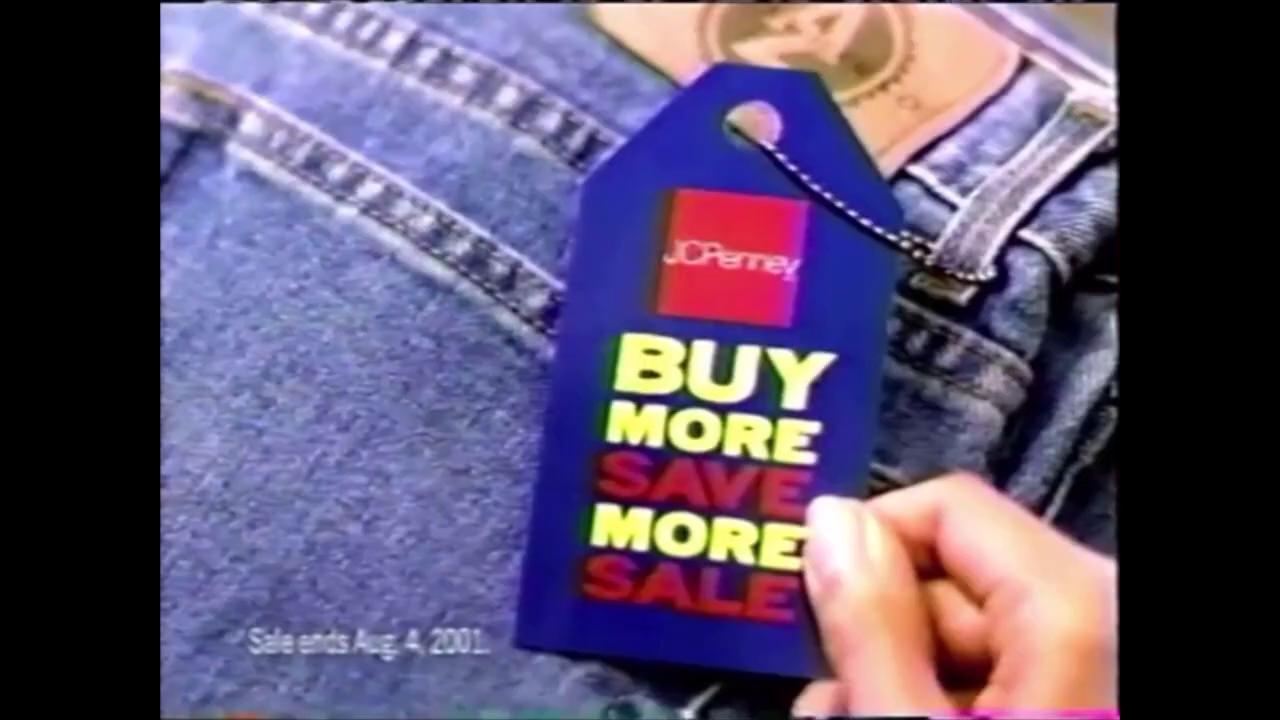 JCPenney
BUY
MORE
SAVE
MORE
SALE
Sale ends Aug. 4, 2001.